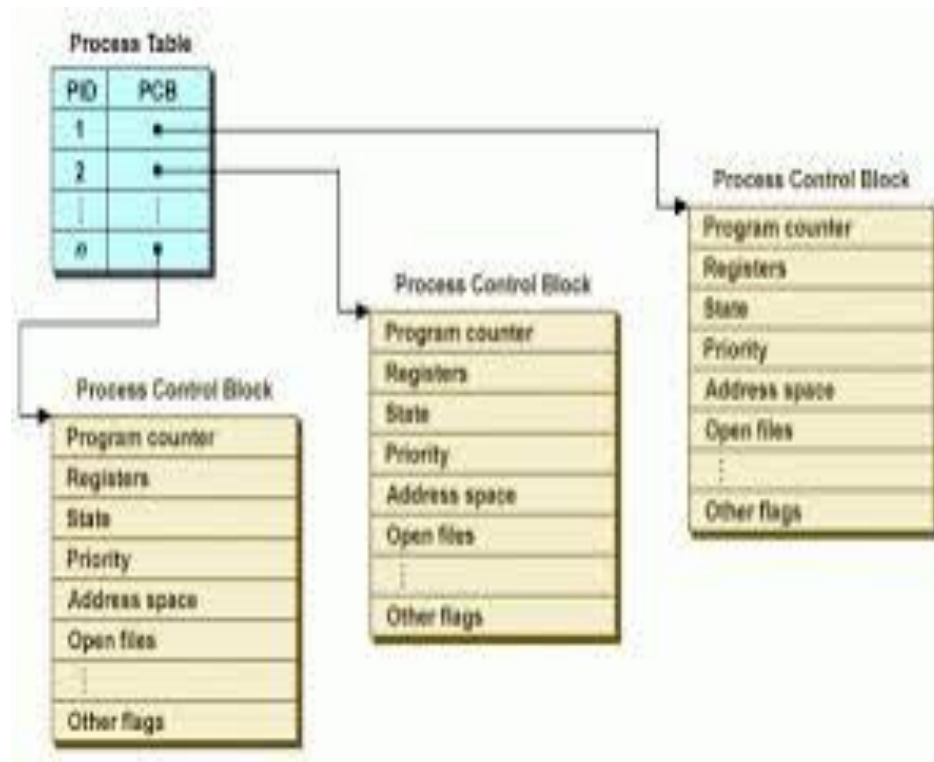 Process Table
PID PCB
1
2
n
Process Control Block
Program counter
Registers
State
Priority
Address space
Open files
Other flags
Process Control Block
Program counter
Registers
State
Priority
Address space
Open files
Other flags
Process Control Block
Program counter
Registers
State
Priority
Address space
Open files
Other flags